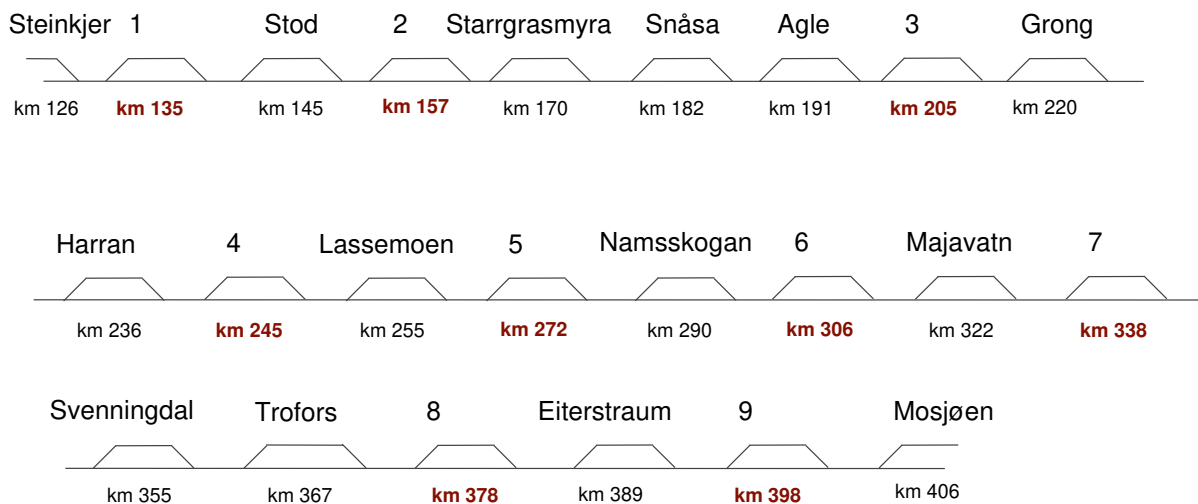 Steinkjer 1 Stod 2 Starrgrasmyra Snåsa Agle 3 Grong
km 126 km 135 km 145 km 157 km 170 km 182 km 191 km 205 km 220
Harran 4 Lassemoen 5 Namsskogan 6 Majavatn 7
km 236 km 245 km 255 km 272 km 290 km 306 km 322 km 338
Svenningdal Trofors 8 Eiterstraum 9 Mosjøen
km 355 km 367 km 378 km 389 km 398 km 406